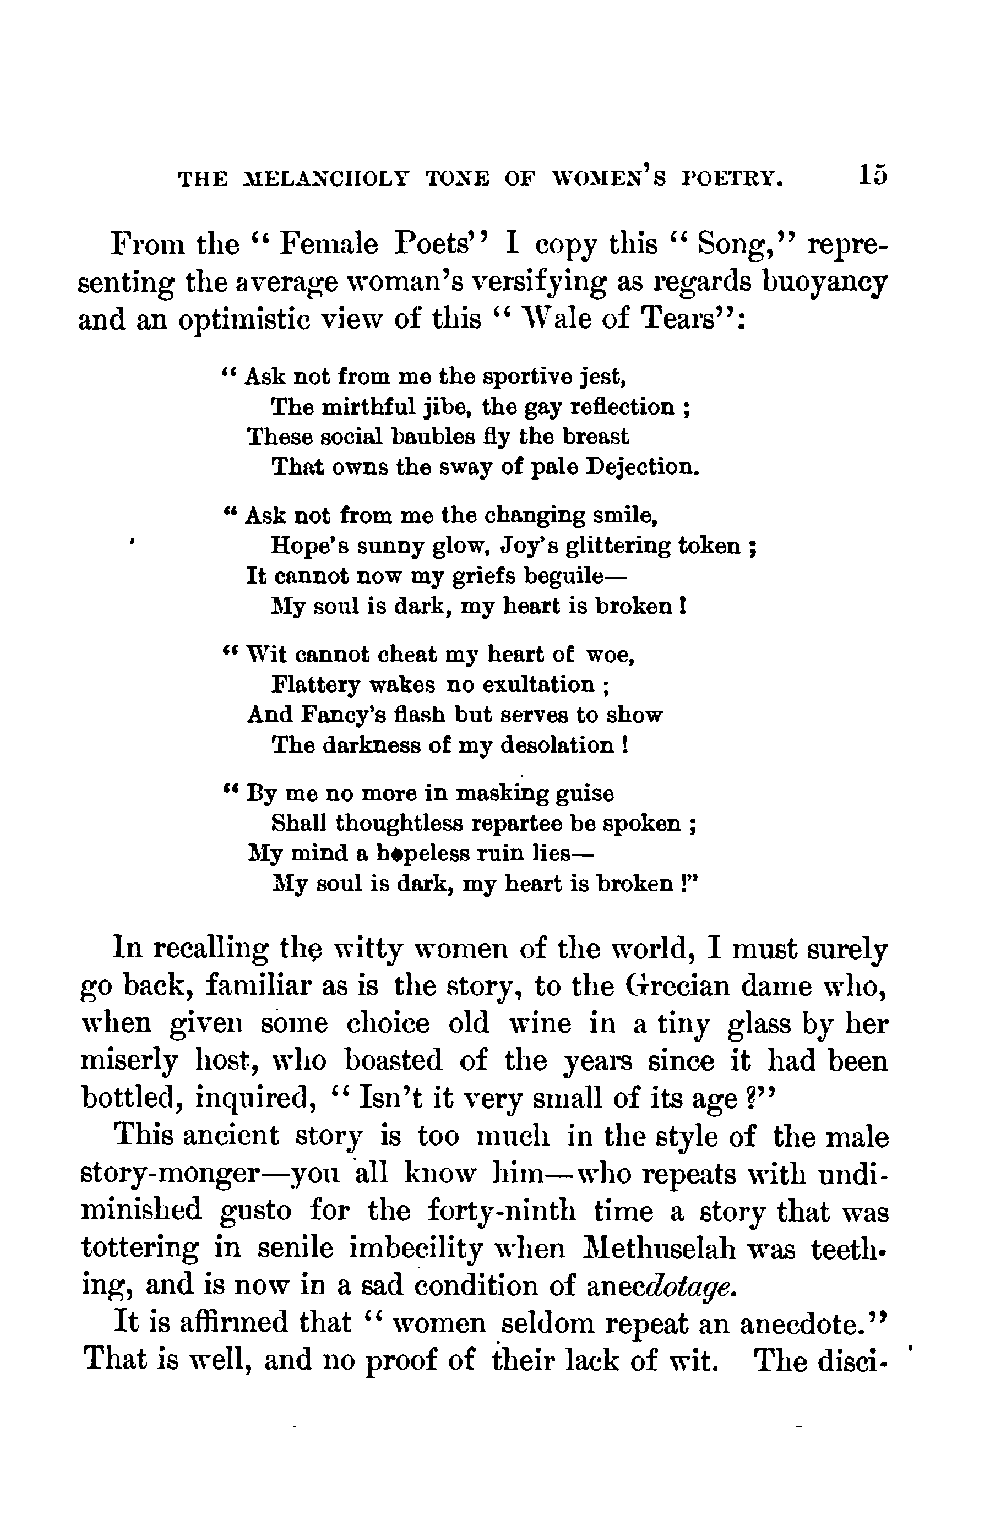 THE MELANCHOLY TONE OF WOMEN'S POETRY. 15
From the "Female Poets" I copy this "Song," repre-
senting the average woman's versifying as regards buoyancy
and an optimistic view of this "Wale of Tears":
"Ask not from me the sportive jest,
The mirthful jibe, the gay reflection;
These social baubles fly the breast
That owns the sway of pale Dejection.
"Ask not from me the changing smile,
Hope's sunny glow, Joy's glittering token;
It cannot now my griefs beguile—
My soul is dark, my heart is broken!
"Wit cannot cheat my heart of woe,
Flattery wakes no exultation;
And Fancy's flash but serves to show
The darkness of my desolation!
"By me no more in masking guise
Shall thoughtless repartee be spoken;
My mind a hopeless ruin lies—
My soul is dark, my heart is broken!"
In recalling the witty women of the world, I must surely
go back, familiar as is the story, to the Grecian dame who,
when given some choice old wine in a tiny glass by her
miserly host, who boasted of the years since it had been
bottled, inquired, "Isn't it very small of its age?"
This ancient story is too much in the style of the male
story-monger—you all know him—who repeats with undi-
minished gusto for the forty-ninth time a story that was
tottering in senile imbecility when Methuselah was teeth-
ing, and is now in a sad condition of anecdotage.
It is affirmed that "women seldom repeat an anecdote."
That is well, and no proof of their lack of wit. The disci-